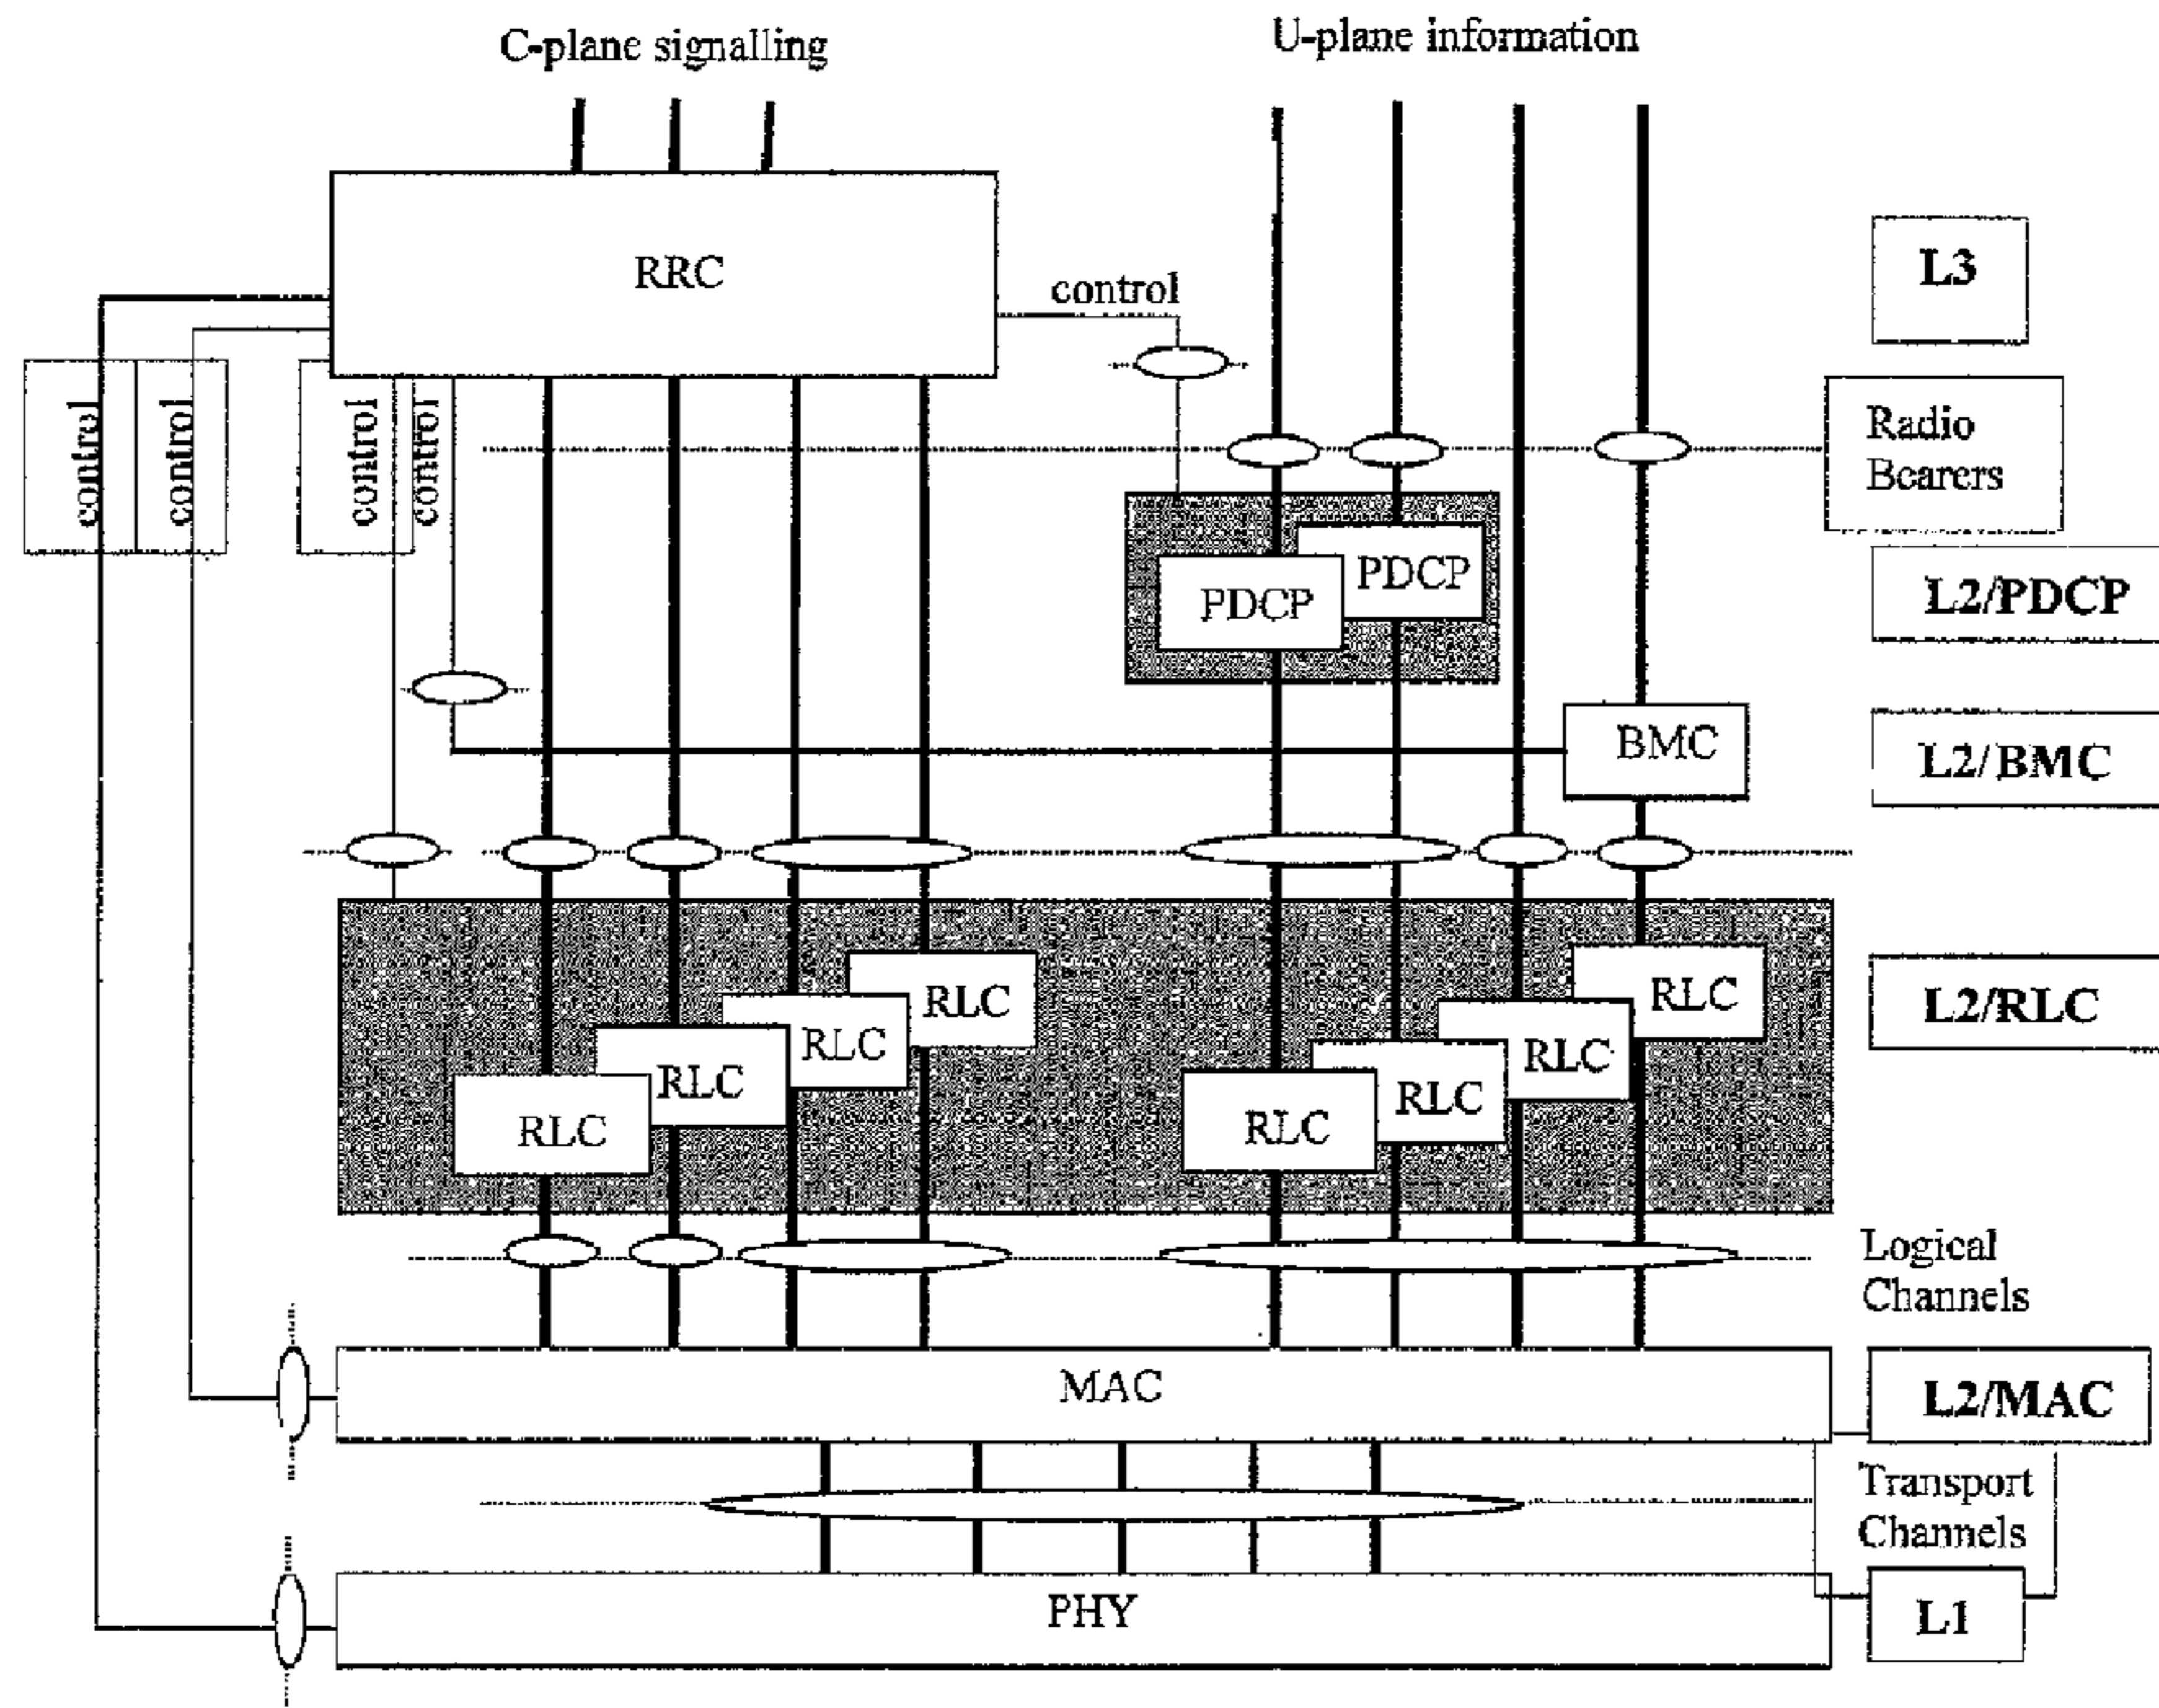 C-plane signalling
U-plane information
RRC
control
L3
control
control
control
control
Radio
Bearers
PDCP
PDCP
L2/PDCP
BMC
L2/BMC
RLC
RLC
RLC
RLC
RLC
RLC
RLC
RLC
L2/RLC
Logical
Channels
MAC
L2/MAC
Transport
Channels
PHY
L1